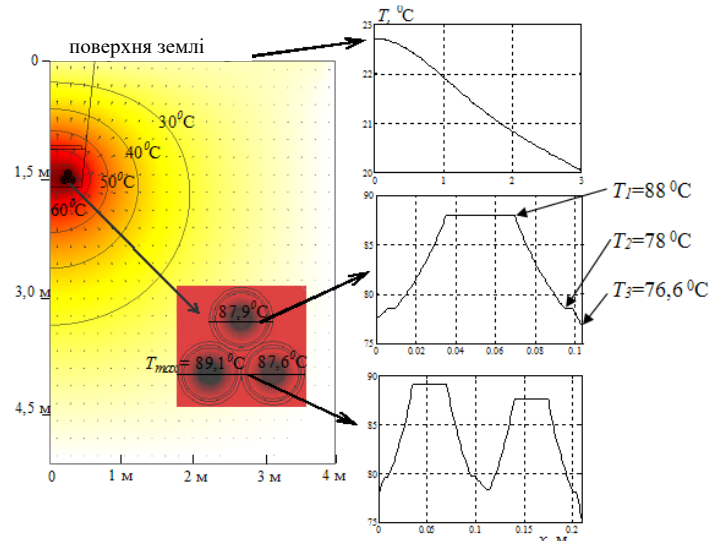 поверхня землі
0
1,5 м
3,0 м
4,5 м
0 1 м 2 м 3 м 4 м
30⁰C
40⁰C
50⁰C
60⁰C
87,9⁰C
Tmax= 89,1⁰C 87,6⁰C
T, ⁰C
23
22
21
20
0 1 2 3
90
85
80
75
0 0.02 0.04 0.06 0.08 0.1
T1=88 ⁰C
T2=78 ⁰C
T3=76,6 ⁰C
90
85
80
75
0 0.05 0.1 0.15 0.2
x, м